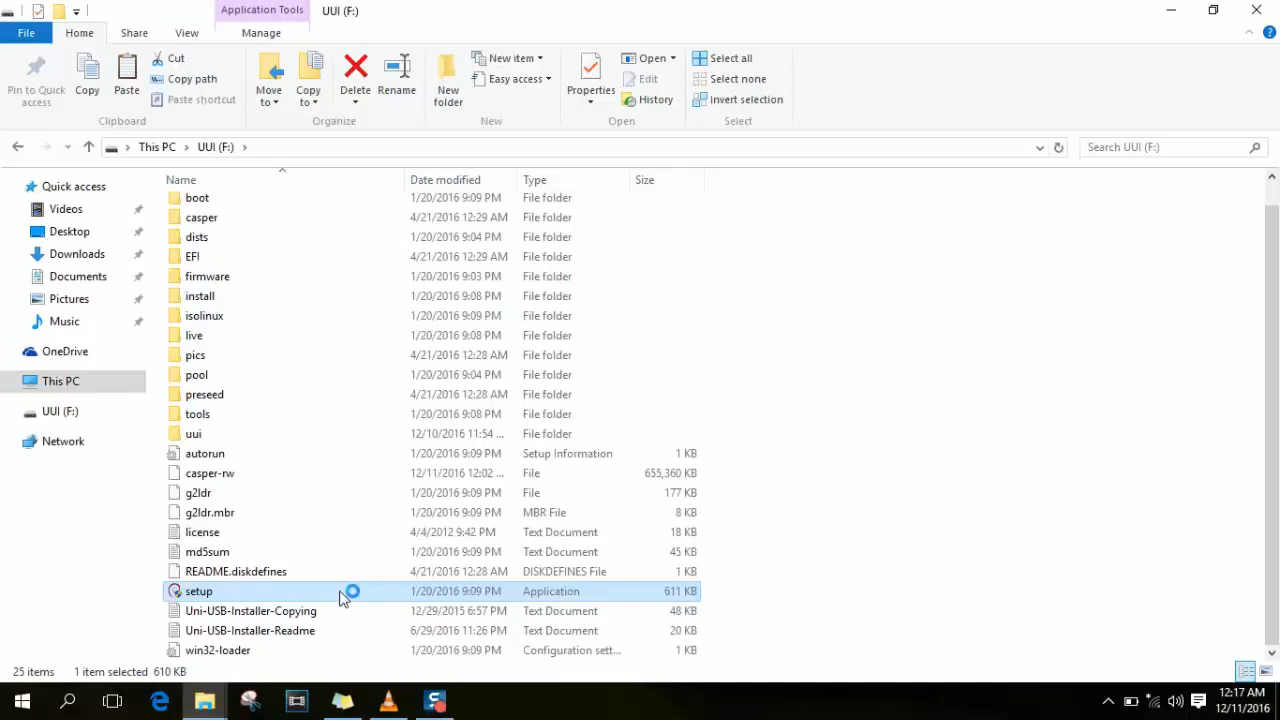 Application Tools UUI (F:)
File Home Share View Manage
Pin to Quick access
Copy
Paste
Cut
Copy path
Paste shortcut
Clipboard
Move to
Copy to
Delete
Rename
Organize
New folder
New item
Easy access
New
Properties
Open
Edit
History
Open
Select all
Select none
Invert selection
Select
This PC UUI (F:)
Search UUI (F:)
Quick access
Videos
Desktop
Downloads
Documents
Pictures
Music
OneDrive
This PC
UUI (F:)
Network
Name Date modified Type Size
boot 1/20/2016 9:09 PM File folder
casper 4/21/2016 12:29 AM File folder
dists 1/20/2016 9:04 PM File folder
EFI 4/21/2016 12:29 AM File folder
firmware 1/20/2016 9:03 PM File folder
install 1/20/2016 9:08 PM File folder
isolinux 1/20/2016 9:09 PM File folder
live 1/20/2016 9:08 PM File folder
pics 4/21/2016 12:28 AM File folder
pool 1/20/2016 9:04 PM File folder
preseed 4/21/2016 12:28 AM File folder
tools 1/20/2016 9:08 PM File folder
uui 12/10/2016 11:54 ... File folder
autorun 1/20/2016 9:09 PM Setup Information 1 KB
casper-rw 12/11/2016 12:02 ... File 655,360 KB
g2ldr 1/20/2016 9:09 PM File 177 KB
g2ldr.mbr 1/20/2016 9:09 PM MBR File 8 KB
license 4/4/2012 9:42 PM Text Document 18 KB
md5sum 1/20/2016 9:09 PM Text Document 45 KB
README.diskdefines 4/21/2016 12:28 AM DISKDEFINES File 1 KB
setup 1/20/2016 9:09 PM Application 611 KB
Uni-USB-Installer-Copying 12/29/2015 6:57 PM Text Document 48 KB
Uni-USB-Installer-Readme 6/29/2016 11:26 PM Text Document 20 KB
win32-loader 1/20/2016 9:09 PM Configuration sett... 1 KB
25 items 1 item selected 610 KB
12:17 AM
12/11/2016